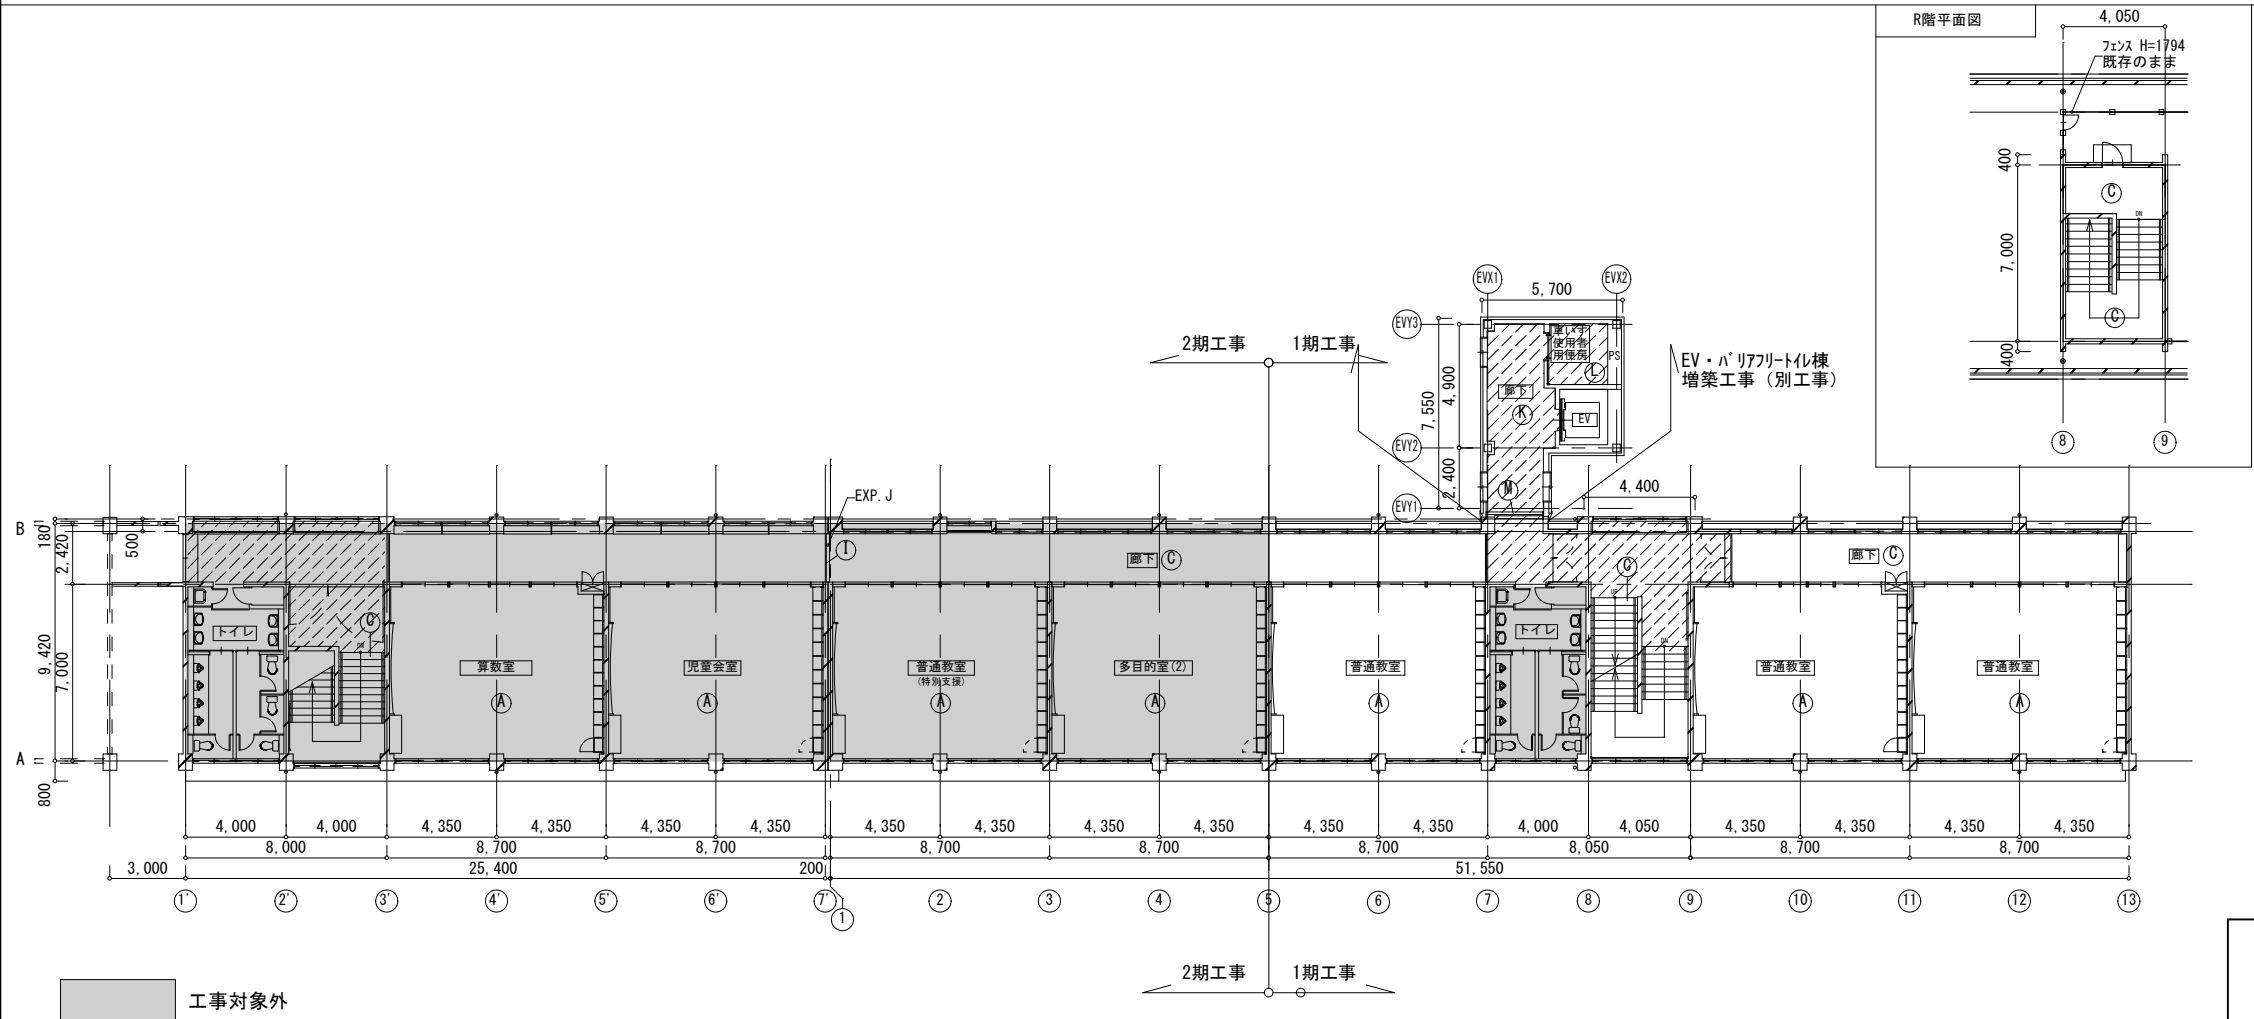 R階平面図
4,050
フェンス H=1794
既存のまま
400
7,000
400
C
DN
C
8
9
EVX1
EVX2
5,700
EVY3
EVY2
EVY1
7,550
4,900
2,400
車いす
使用者
用便房
PS
L
廊下
K
EV
M
2期工事
1期工事
EV・バリアフリートイレ棟
増築工事（別工事）
4,400
EXP.J
I
B
A
180
2,420
500
9,420
7,000
800
廊下 C
C
廊下 C
トイレ
C
DN
算数室
A
児童会室
A
普通教室
(特別支援)
A
多目的室(2)
A
普通教室
A
トイレ
UP
DN
普通教室
A
普通教室
A
4,000
4,000
4,350
4,350
4,350
4,350
4,350
4,350
4,350
4,350
4,350
4,350
4,000
4,050
4,350
4,350
4,350
4,350
8,000
8,700
8,700
8,700
8,700
8,700
8,050
8,700
8,700
3,000
25,400
200
51,550
1'
2'
3'
4'
5'
6'
7'
1
2
3
4
5
6
7
8
9
10
11
12
13
2期工事
1期工事
工事対象外